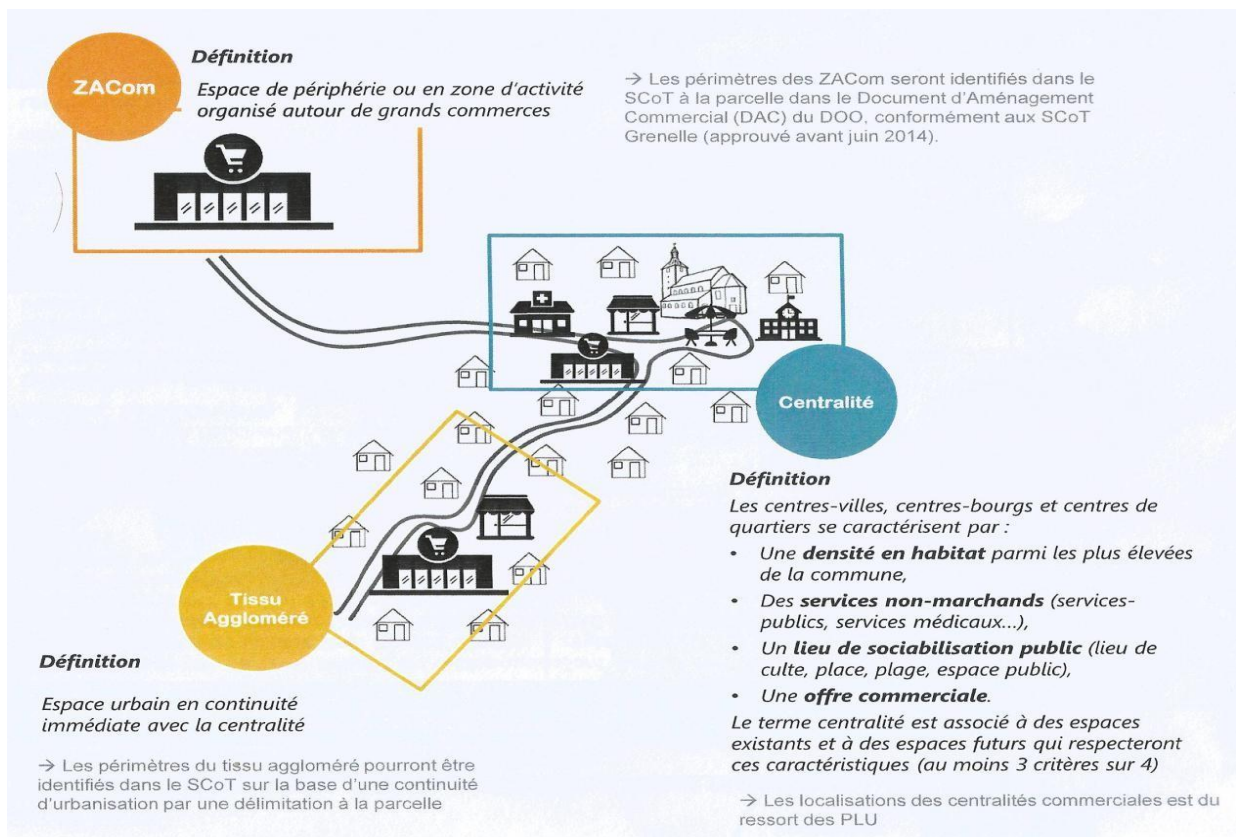 ZACom
Définition
Espace de périphérie ou en zone d'activité
organisé autour de grands commerces
→ Les périmètres des ZACom seront identifiés dans le
SCoT à la parcelle dans le Document d'Aménagement
Commercial (DAC) du DOO, conformément aux SCoT
Grenelle (approuvé avant juin 2014).
Centralité
Définition
Les centres-villes, centres-bourgs et centres de
quartiers se caractérisent par :
• Une densité en habitat parmi les plus élevées
de la commune,
• Des services non-marchands (services-
publics, services médicaux...),
• Un lieu de sociabilisation public (lieu de
culte, place, plage, espace public),
• Une offre commerciale.
Le terme centralité est associé à des espaces
existants et à des espaces futurs qui respecteront
ces caractéristiques (au moins 3 critères sur 4)
→ Les localisations des centralités commerciales est du
ressort des PLU
Tissu
Aggloméré
Définition
Espace urbain en continuité
immédiate avec la centralité
→ Les périmètres du tissu aggloméré pourront être
identifiés dans le SCoT sur la base d'une continuité
d'urbanisation par une délimitation à la parcelle